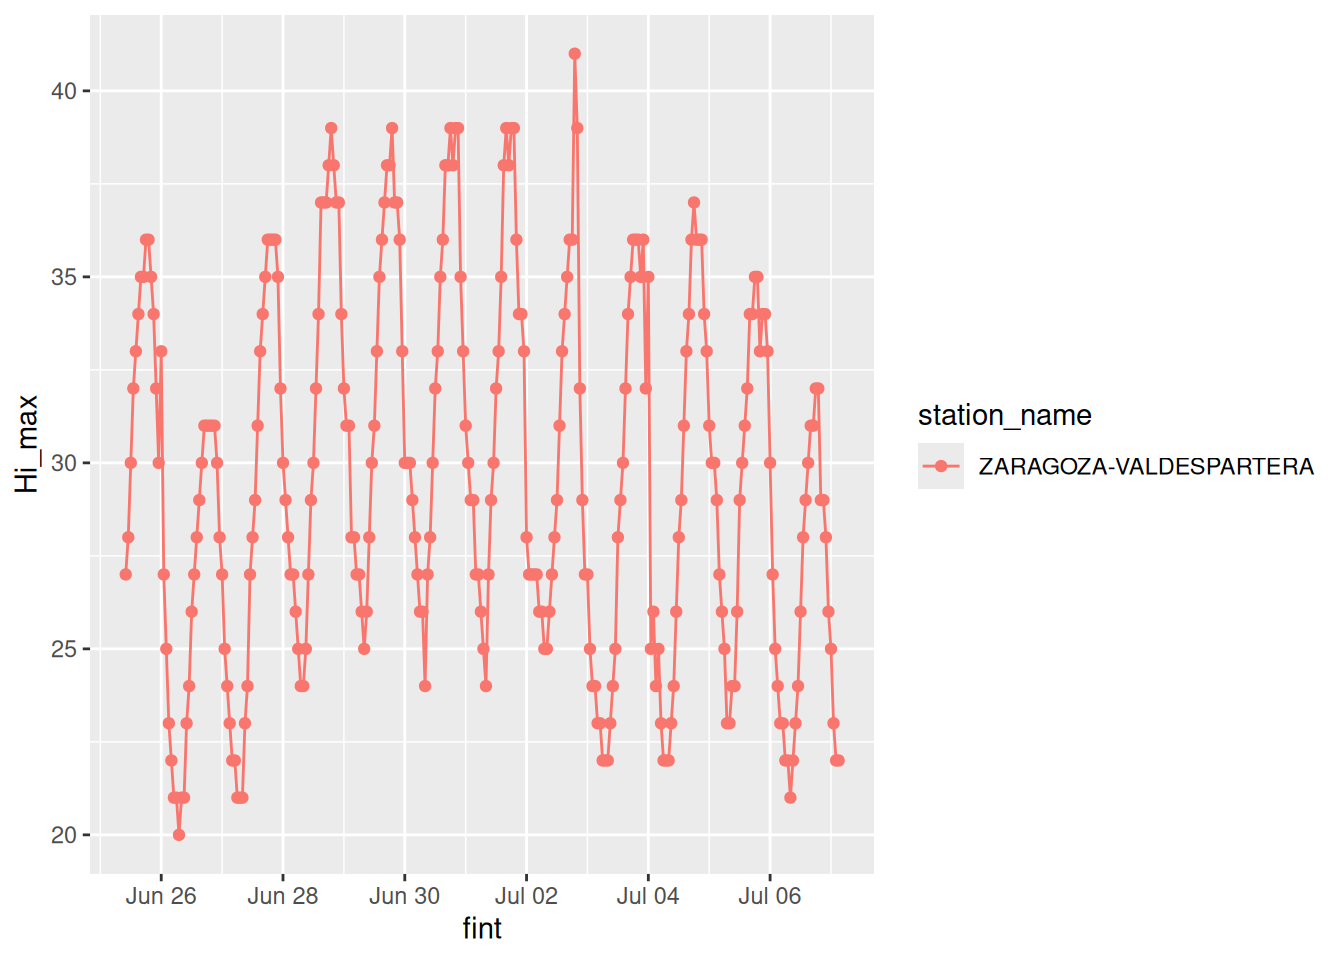 40
35
30
25
20
Hi_max
Jun 26 Jun 28 Jun 30 Jul 02 Jul 04 Jul 06
fint
station_name
ZARAGOZA-VALDESPARTERA